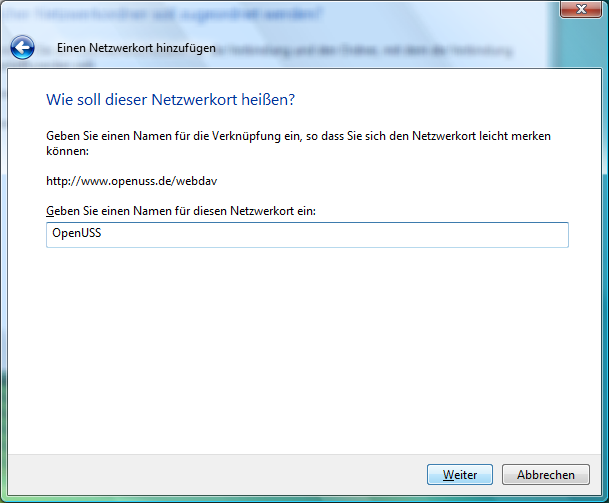 Einen Netzwerkort hinzufügen
Wie soll dieser Netzwerkort heißen?
Geben Sie einen Namen für die Verknüpfung ein, so dass Sie sich den Netzwerkort leicht merken
können:
http://www.openuss.de/webdav
Geben Sie einen Namen für diesen Netzwerkort ein:
OpenUSS
Weiter
Abbrechen